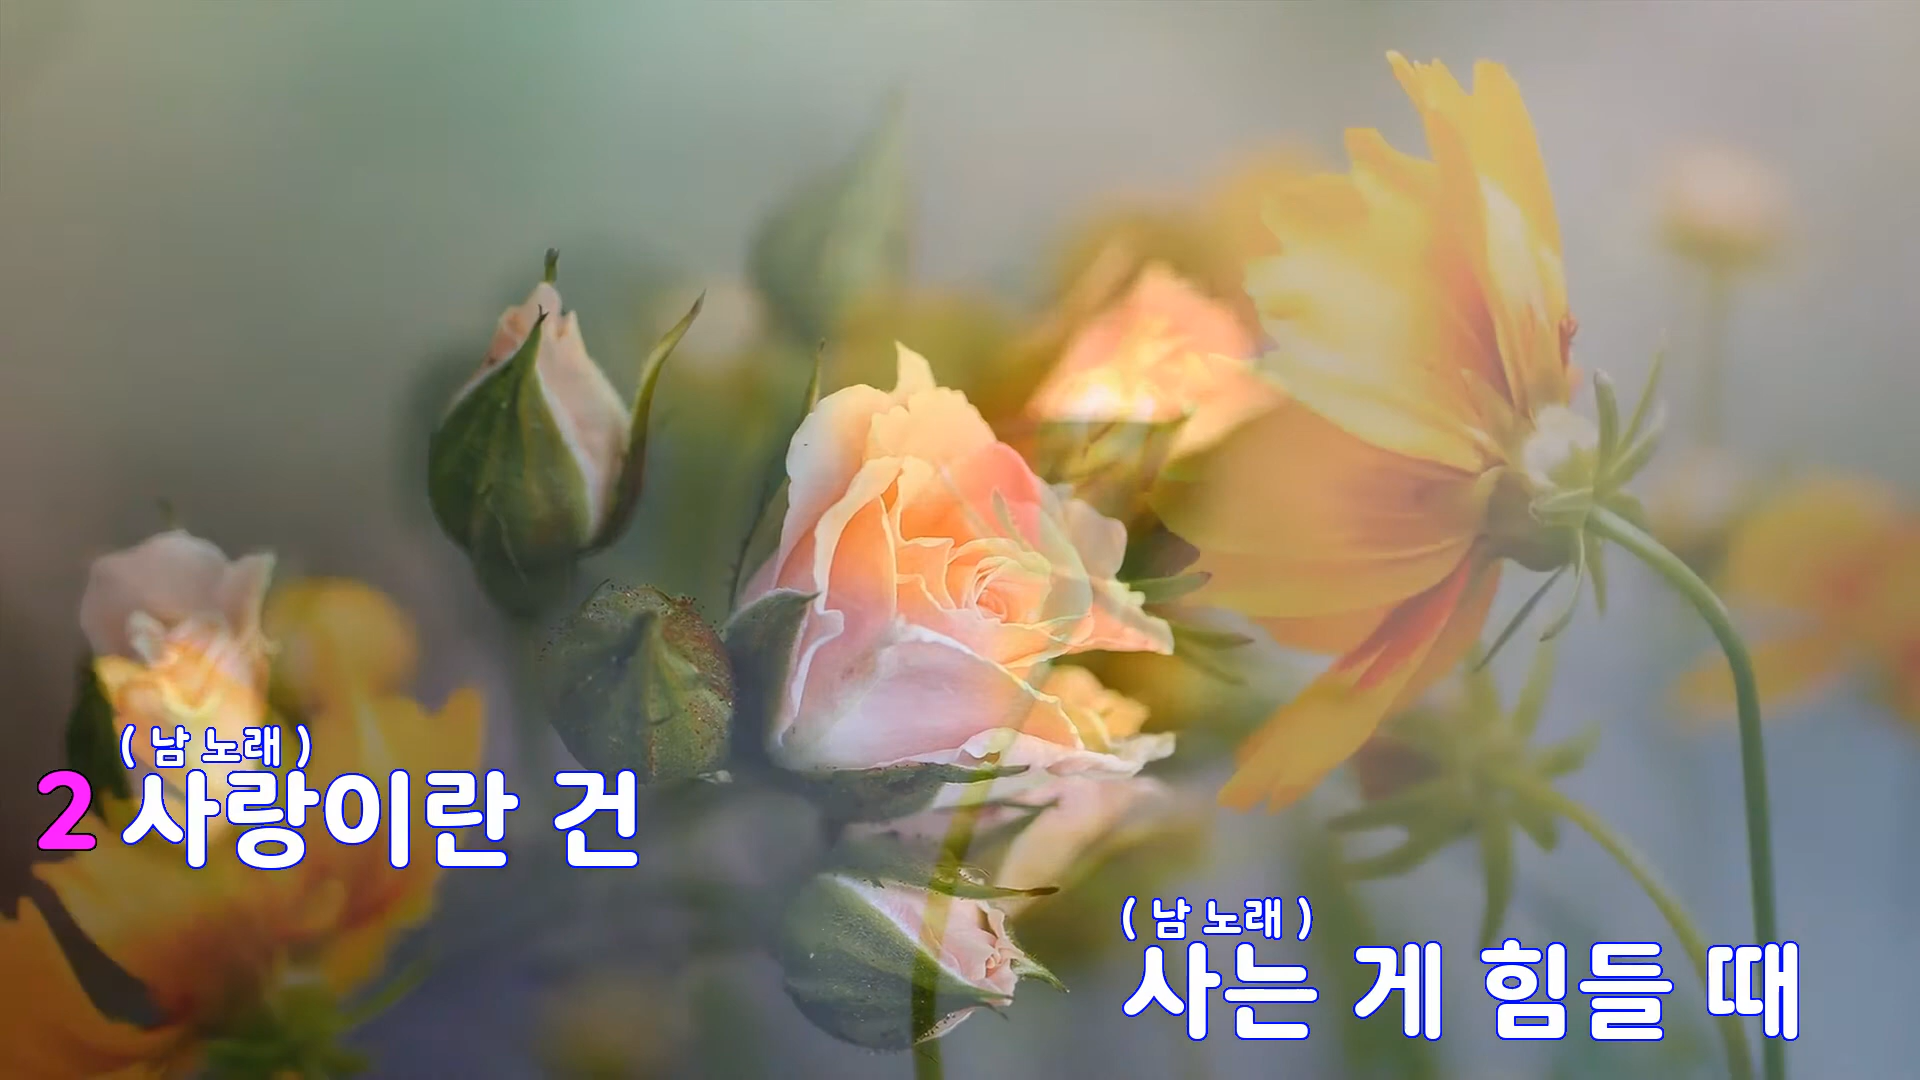 ( 남 노래 )
2 사랑이란 건
( 남 노래 )
사는 게 힘들 때